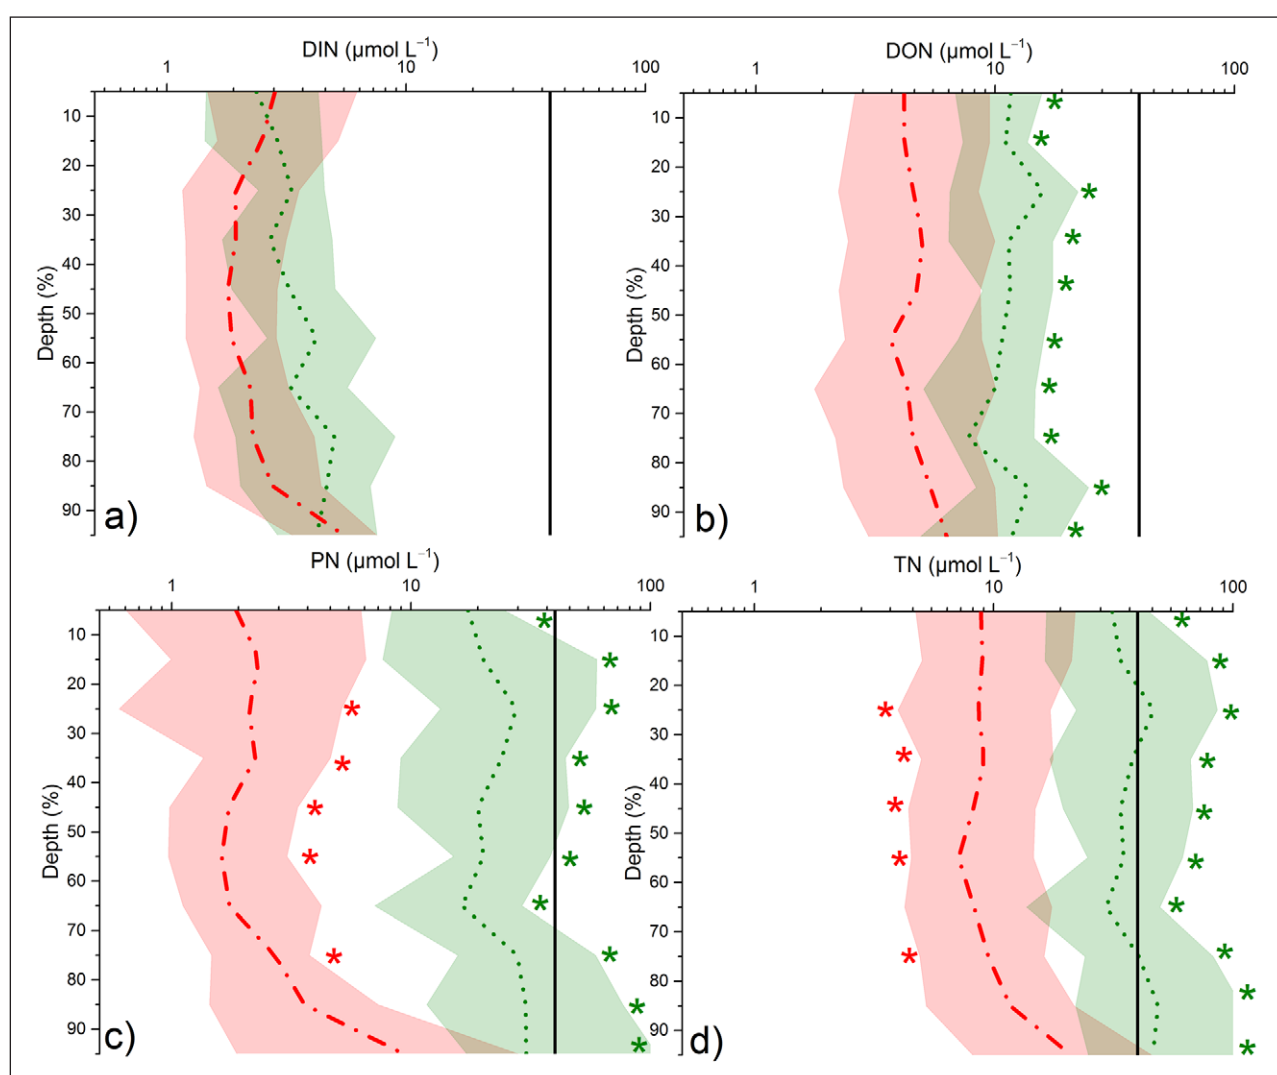 DIN (µmol L⁻¹)
1 10 100
Depth (%)
10
20
30
40
50
60
70
80
90
a)
DON (µmol L⁻¹)
1 10 100
Depth (%)
10
20
30
40
50
60
70
80
90
* * * * * * * * * *
b)
PN (µmol L⁻¹)
1 10 100
Depth (%)
10
20
30
40
50
60
70
80
90
* * * * * * * * * *
* * * * *
c)
TN (µmol L⁻¹)
1 10 100
Depth (%)
10
20
30
40
50
60
70
80
90
* * * * * * * * * *
* * * * *
d)